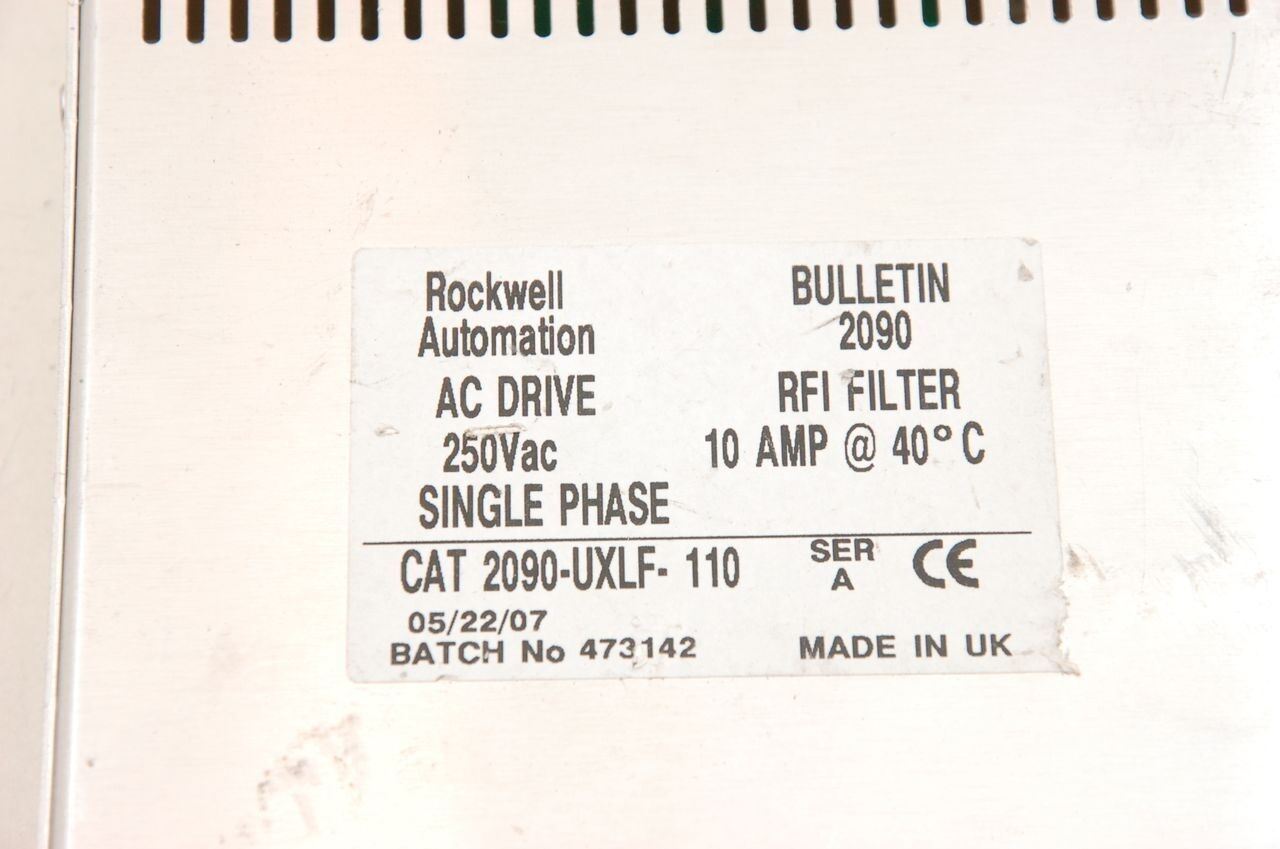 Rockwell Automation
BULLETIN 2090
AC DRIVE
RFI FILTER
250Vac
10 AMP @ 40° C
SINGLE PHASE
CAT 2090-UXLF- 110
SER A
CE
05/22/07
BATCH No 473142
MADE IN UK